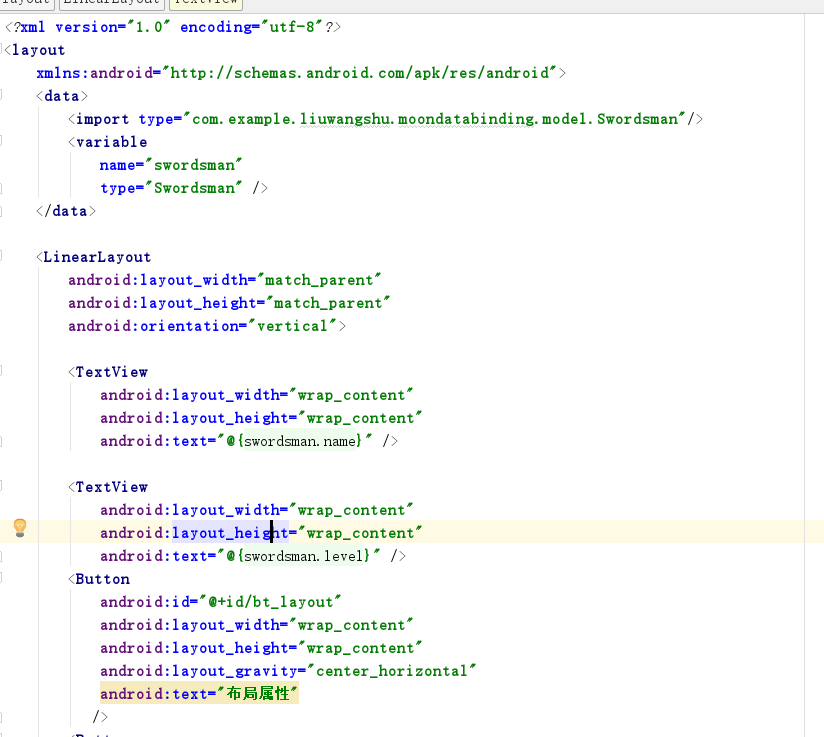 layout LinearLayout TextView
<?xml version="1.0" encoding="utf-8"?>
<layout
xmlns:android="http://schemas.android.com/apk/res/android">
<data>
<import type="com.example.liuwangshu.moondatabinding.model.Swordsman"/>
<variable
name="swordsman"
type="Swordsman" />
</data>
<LinearLayout
android:layout_width="match_parent"
android:layout_height="match_parent"
android:orientation="vertical">
<TextView
android:layout_width="wrap_content"
android:layout_height="wrap_content"
android:text="@{swordsman.name}" />
<TextView
android:layout_width="wrap_content"
android:layout_height="wrap_content"
android:text="@{swordsman.level}" />
<Button
android:id="@+id/bt_layout"
android:layout_width="wrap_content"
android:layout_height="wrap_content"
android:layout_gravity="center_horizontal"
android:text="布局属性"
/>